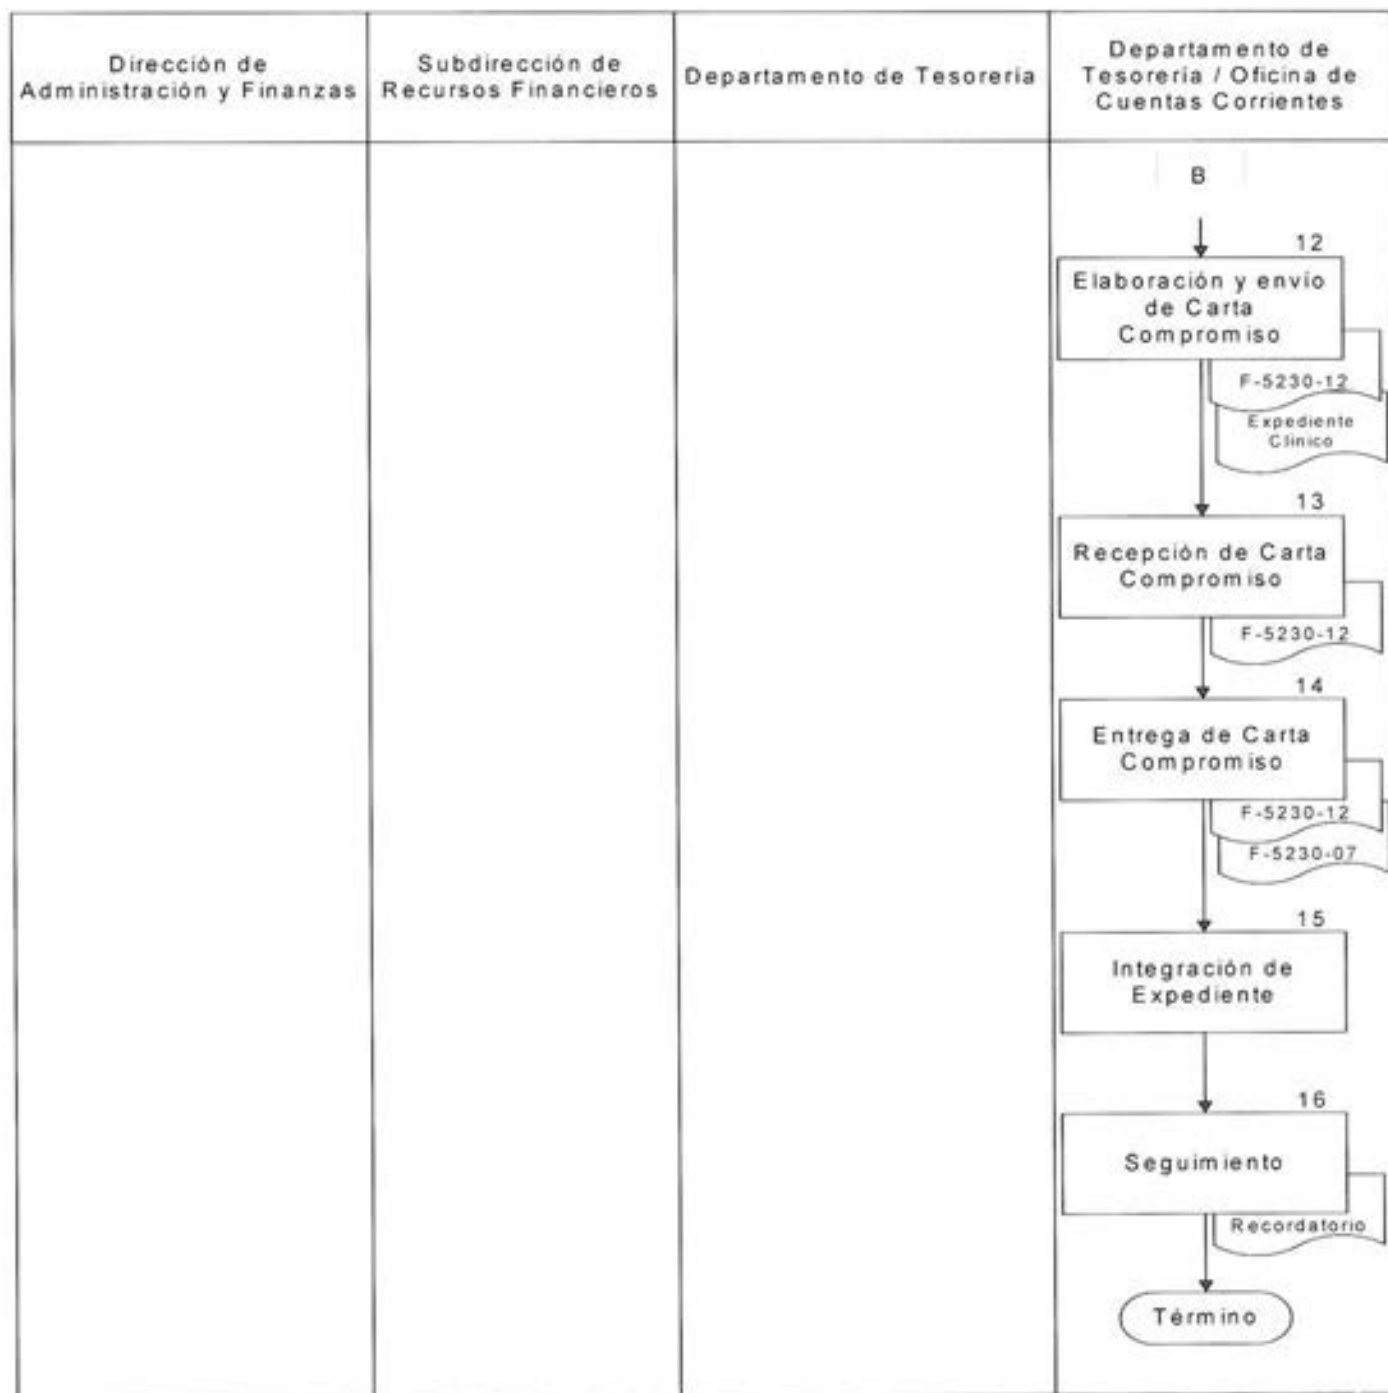 Dirección de
Administración y Finanzas
Subdirección de
Recursos Financieros
Departamento de Tesorería
Departamento de
Tesorería / Oficina de
Cuentas Corrientes
B
12
Elaboración y envío
de Carta
Compromiso
F-5230-12
Expediente
Clínico
13
Recepción de Carta
Compromiso
F-5230-12
14
Entrega de Carta
Compromiso
F-5230-12
F-5230-07
15
Integración de
Expediente
16
Seguimiento
Recordatorio
Término